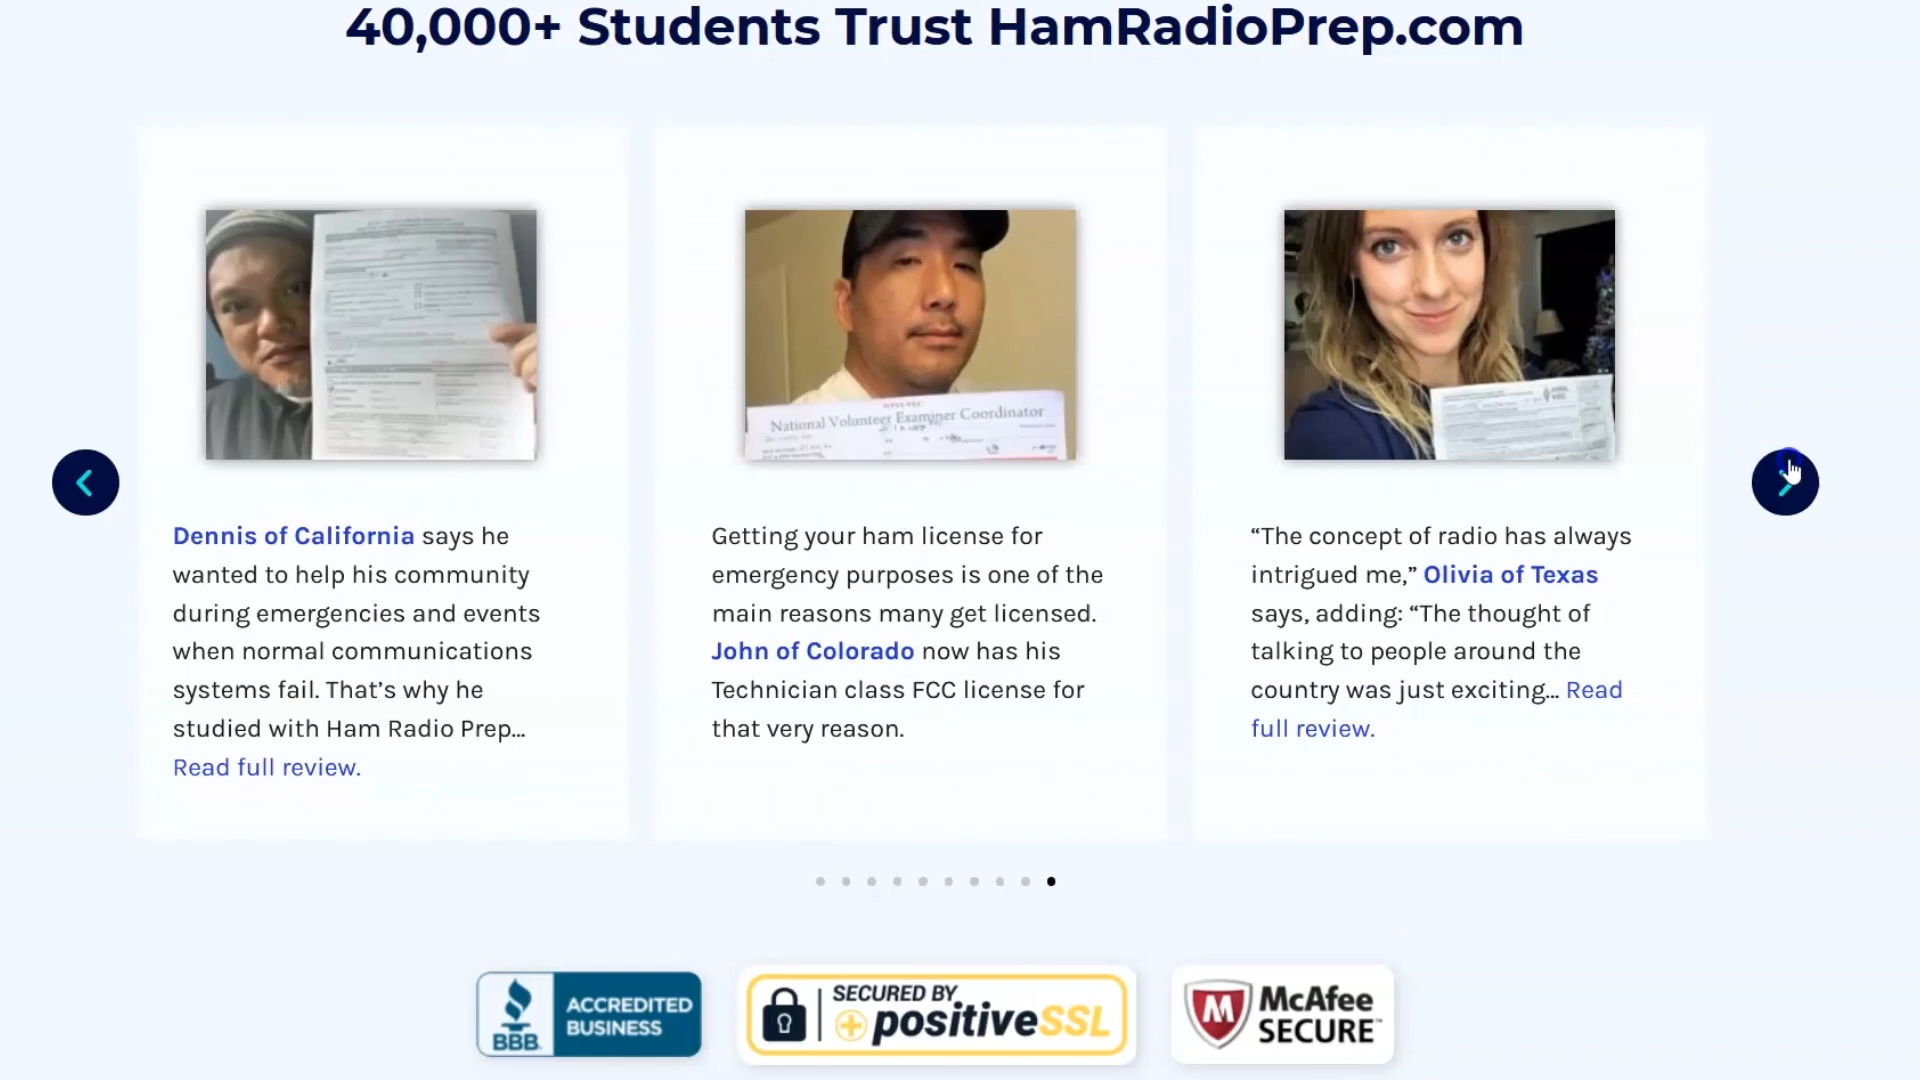 40,000+ Students Trust HamRadioPrep.com
National Volunteer Examiner Coordinator
Dennis of California says he
wanted to help his community
during emergencies and events
when normal communications
systems fail. That’s why he
studied with Ham Radio Prep...
Read full review.
Getting your ham license for
emergency purposes is one of the
main reasons many get licensed.
John of Colorado now has his
Technician class FCC license for
that very reason.
“The concept of radio has always
intrigued me,” Olivia of Texas
says, adding: “The thought of
talking to people around the
country was just exciting... Read
full review.
BBB
ACCREDITED
BUSINESS
SECURED BY
positiveSSL
McAfee
SECURE™